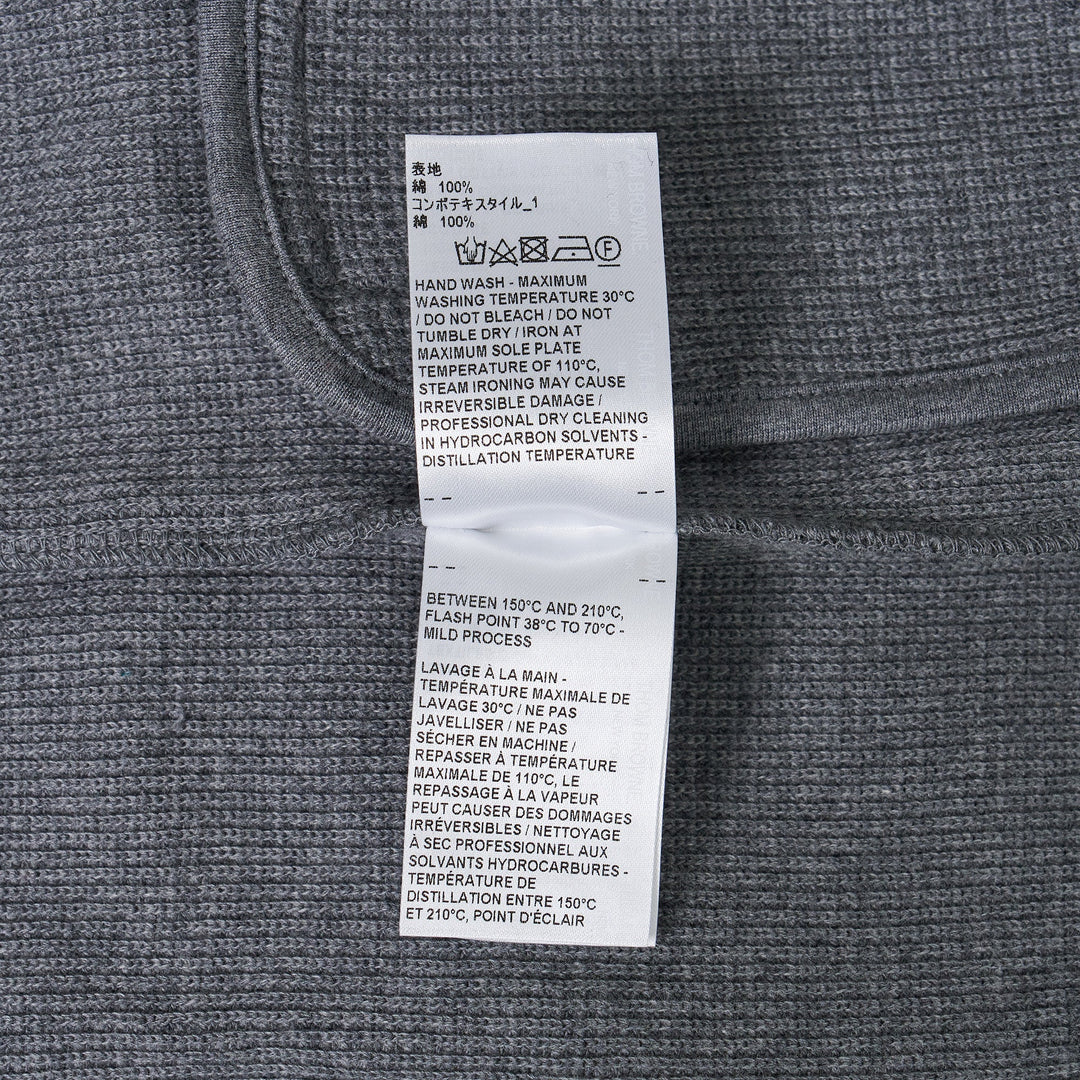 表地
綿 100%
コンポテキスタイル_1
綿 100%
F
HAND WASH - MAXIMUM
WASHING TEMPERATURE 30°C
/ DO NOT BLEACH / DO NOT
TUMBLE DRY / IRON AT
MAXIMUM SOLE PLATE
TEMPERATURE OF 110°C,
STEAM IRONING MAY CAUSE
IRREVERSIBLE DAMAGE /
PROFESSIONAL DRY CLEANING
IN HYDROCARBON SOLVENTS -
DISTILLATION TEMPERATURE
BETWEEN 150°C AND 210°C,
FLASH POINT 38°C TO 70°C -
MILD PROCESS
LAVAGE À LA MAIN -
TEMPÉRATURE MAXIMALE DE
LAVAGE 30°C / NE PAS
JAVELLISER / NE PAS
SÉCHER EN MACHINE /
REPASSER À TEMPÉRATURE
MAXIMALE DE 110°C, LE
REPASSAGE À LA VAPEUR
PEUT CAUSER DES DOMMAGES
IRRÉVERSIBLES / NETTOYAGE
À SEC PROFESSIONNEL AUX
SOLVANTS HYDROCARBURES -
TEMPÉRATURE DE
DISTILLATION ENTRE 150°C
ET 210°C, POINT D'ÉCLAIR